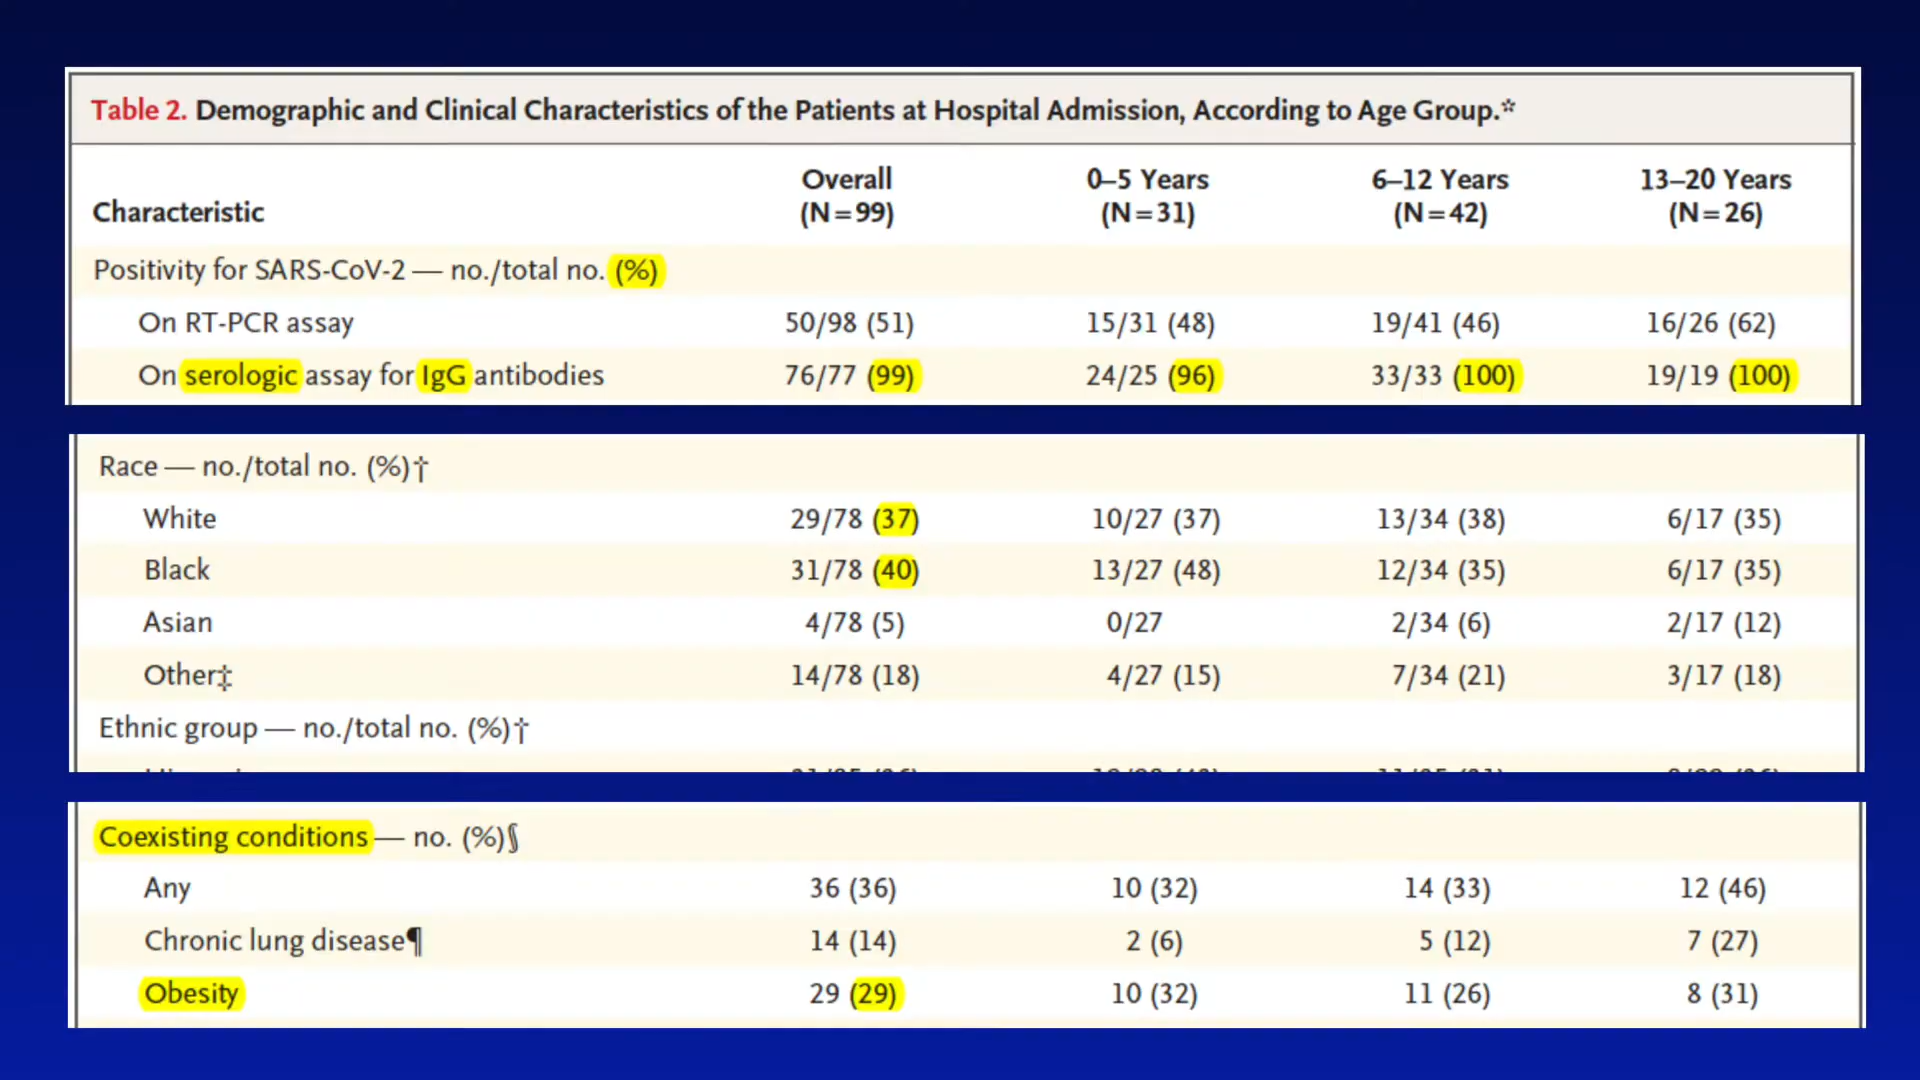 Table 2. Demographic and Clinical Characteristics of the Patients at Hospital Admission, According to Age Group.*
Characteristic Overall (N=99) 0–5 Years (N=31) 6–12 Years (N=42) 13–20 Years (N=26)
Positivity for SARS-CoV-2 — no./total no. (%)
On RT-PCR assay 50/98 (51) 15/31 (48) 19/41 (46) 16/26 (62)
On serologic assay for IgG antibodies 76/77 (99) 24/25 (96) 33/33 (100) 19/19 (100)
Race — no./total no. (%)†
White 29/78 (37) 10/27 (37) 13/34 (38) 6/17 (35)
Black 31/78 (40) 13/27 (48) 12/34 (35) 6/17 (35)
Asian 4/78 (5) 0/27 2/34 (6) 2/17 (12)
Other‡ 14/78 (18) 4/27 (15) 7/34 (21) 3/17 (18)
Ethnic group — no./total no. (%)†
Coexisting conditions — no. (%)§
Any 36 (36) 10 (32) 14 (33) 12 (46)
Chronic lung disease¶ 14 (14) 2 (6) 5 (12) 7 (27)
Obesity 29 (29) 10 (32) 11 (26) 8 (31)